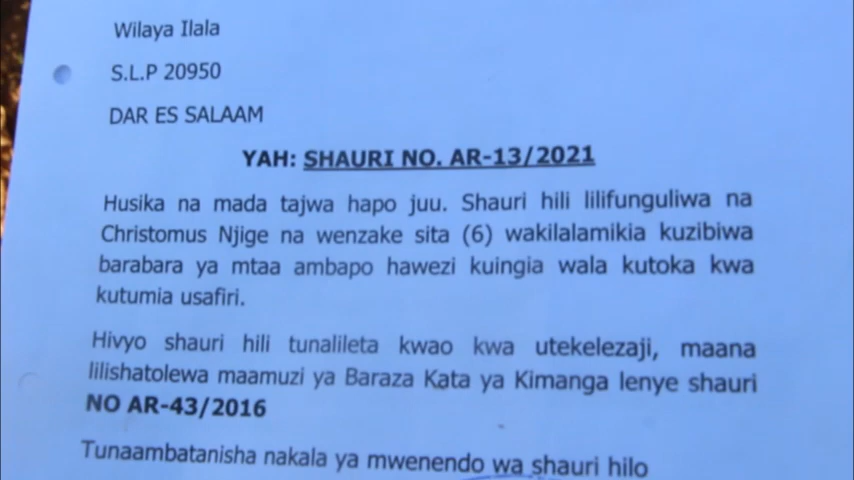 Wilaya Ilala
S.L.P 20950
DAR ES SALAAM
YAH: SHAURI NO. AR-13/2021
Husika na mada tajwa hapo juu. Shauri hili lilifunguliwa na
Christomus Njige na wenzake sita (6) wakilalamikia kuzibiwa
barabara ya mtaa ambapo hawezi kuingia wala kutoka kwa
kutumia usafiri.
Hivyo shauri hili tunalileta kwao kwa utekelezaji, maana
lilishatolewa maamuzi ya Baraza Kata ya Kimanga lenye shauri
NO AR-43/2016
Tunaambatanisha nakala ya mwenendo wa shauri hilo